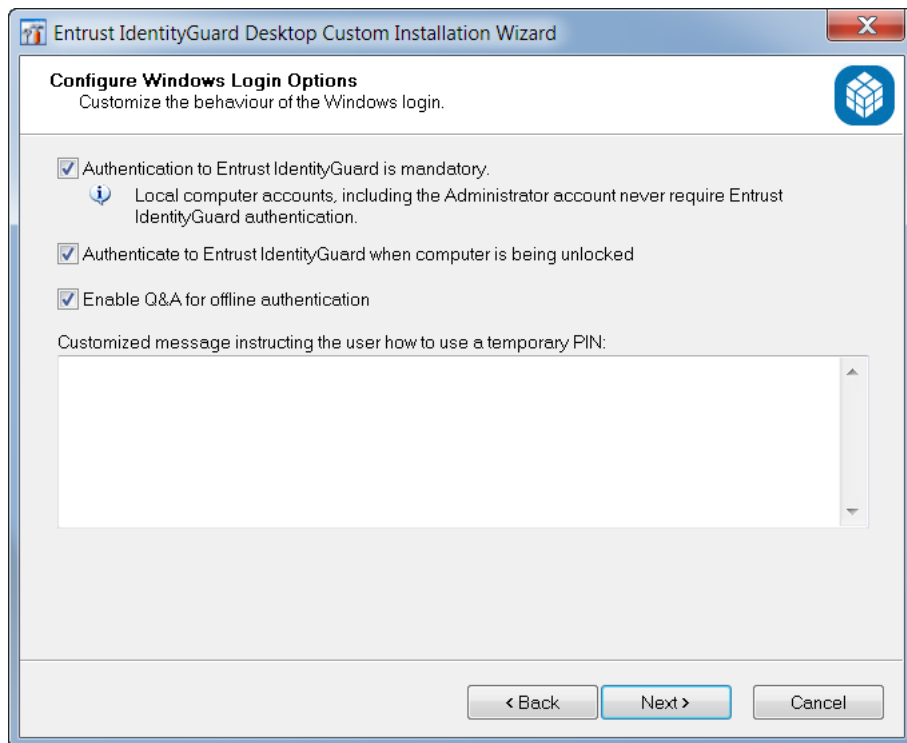 Entrust IdentityGuard Desktop Custom Installation Wizard
Configure Windows Login Options
Customize the behaviour of the Windows login.
Authentication to Entrust IdentityGuard is mandatory.
Local computer accounts, including the Administrator account never require Entrust
IdentityGuard authentication.
Authenticate to Entrust IdentityGuard when computer is being unlocked
Enable Q&A for offline authentication
Customized message instructing the user how to use a temporary PIN:
< Back
Next >
Cancel